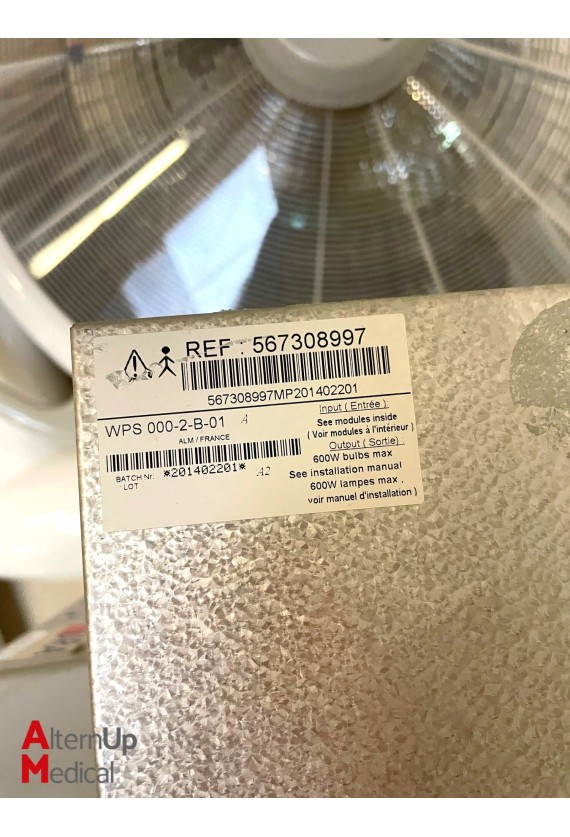 REF : 567308997
567308997MP201402201
WPS 000-2-B-01 A
ALM / FRANCE
BATCH Nr. *201402201* A2
LOT
Input ( Entrée ):
See modules inside
( Voir modules à l'intérieur )
Output ( Sortie)
600W bulbs max
See installation manual
600W lampes max ,
voir manuel d'installation )
AlternUp
Medical